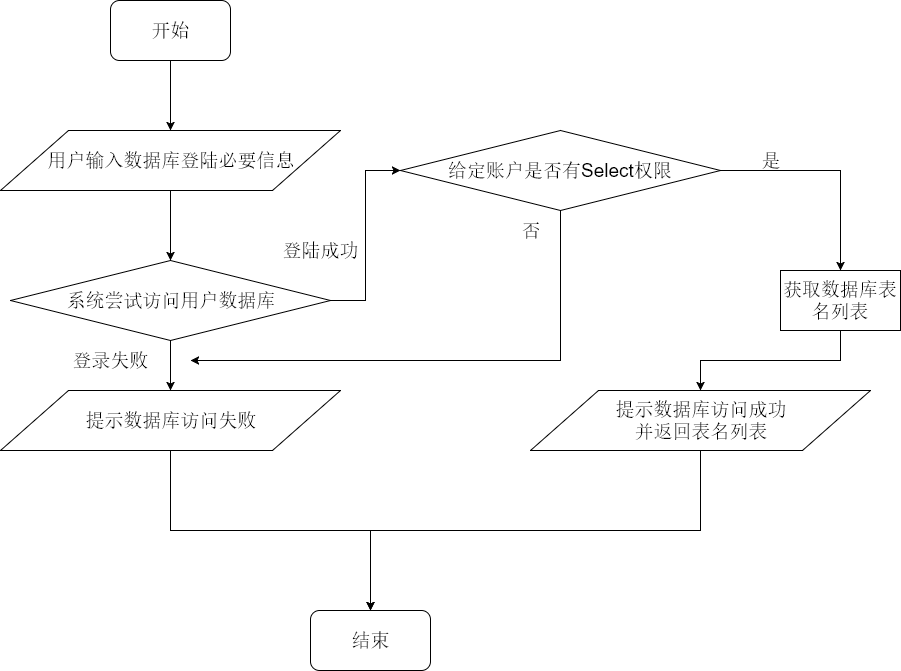 开始
用户输入数据库登陆必要信息
给定账户是否有Select权限
是
否
登陆成功
系统尝试访问用户数据库
获取数据库表
名列表
登录失败
提示数据库访问失败
提示数据库访问成功
并返回表名列表
结束